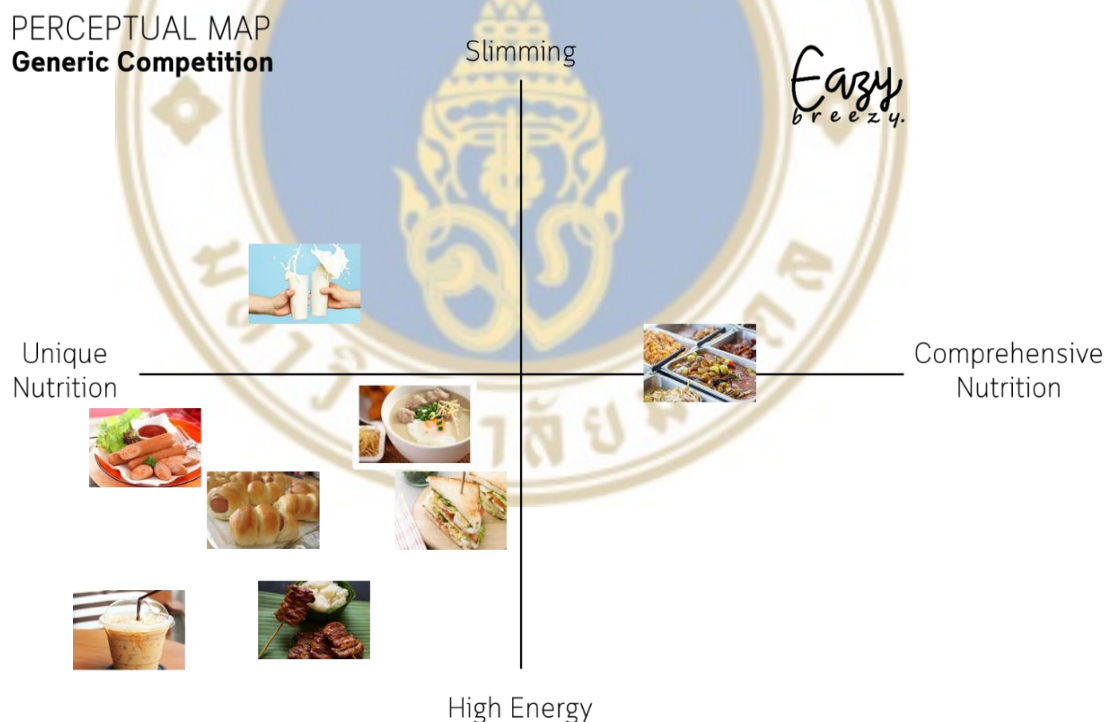 PERCEPTUAL MAP
Generic Competition
Slimming
Eazy
breezy.
Unique
Nutrition
Comprehensive
Nutrition
High Energy